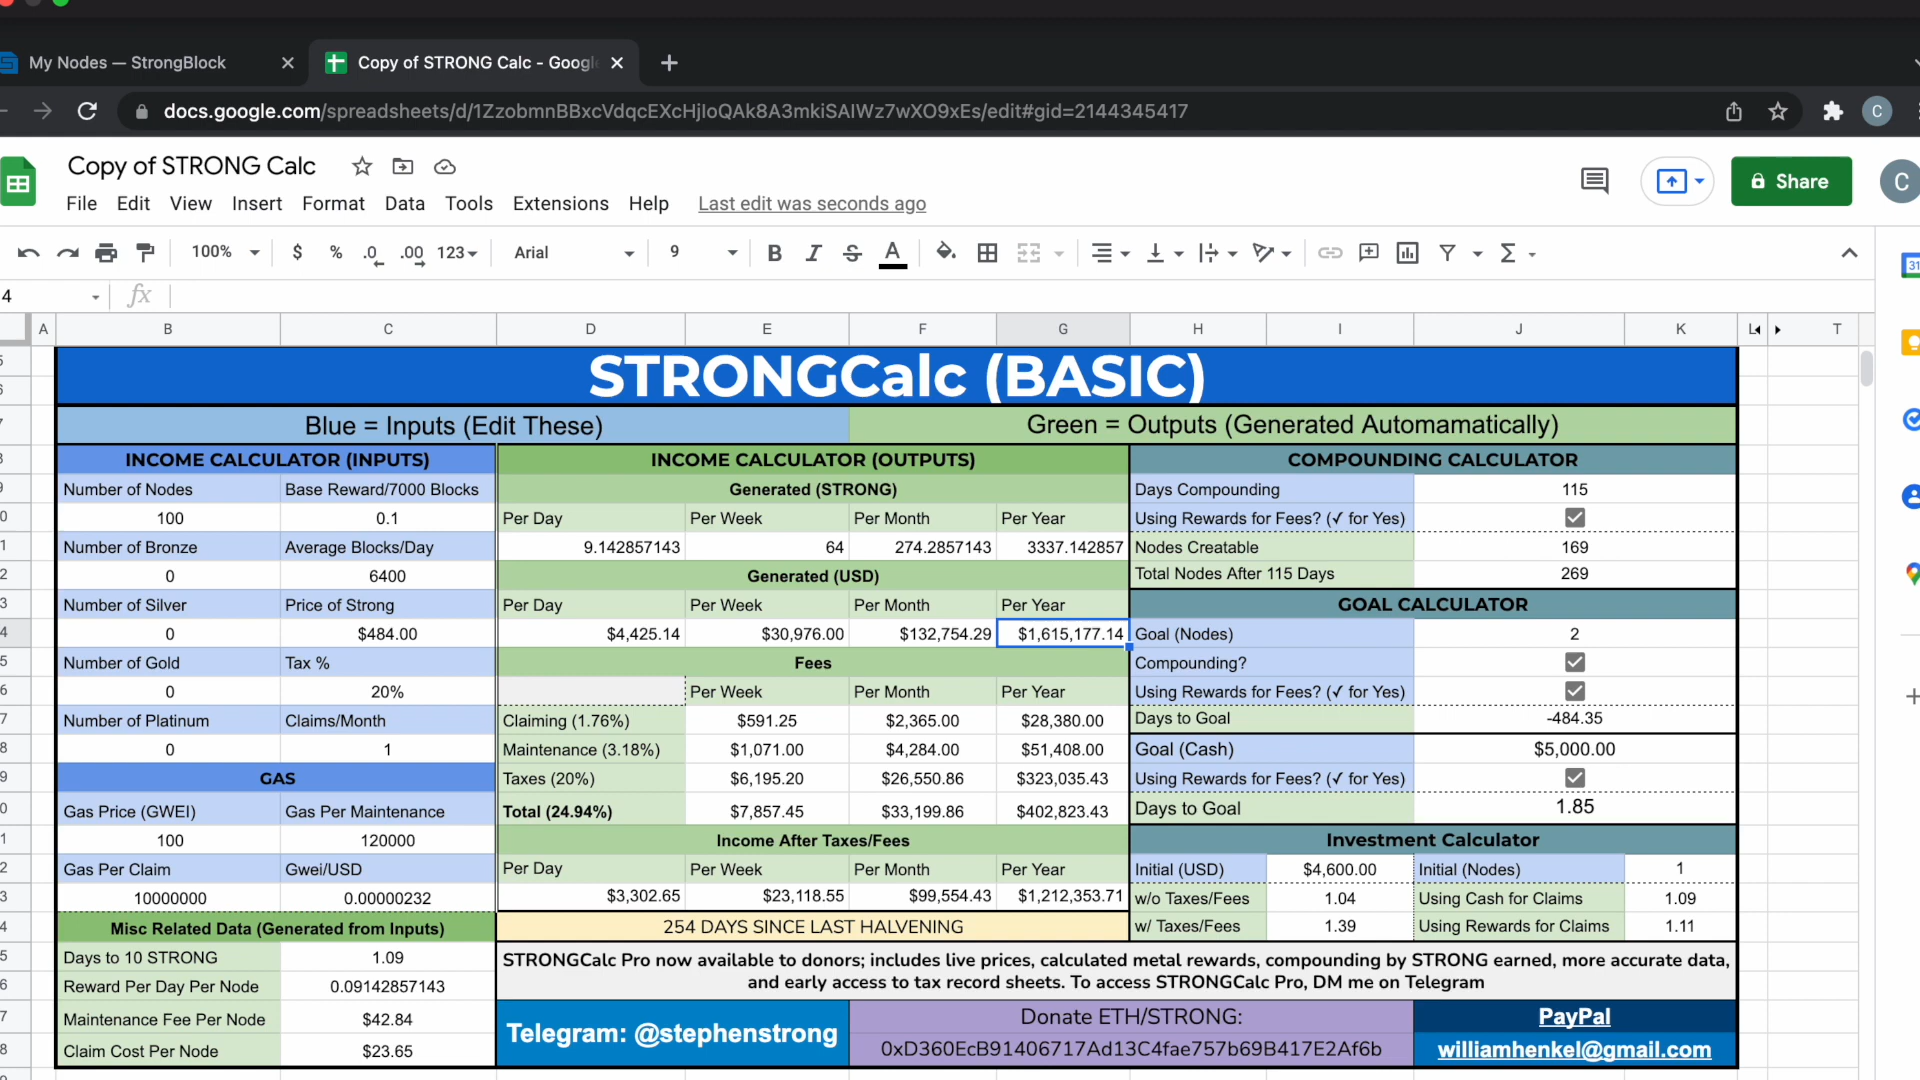 My Nodes — StrongBlock
Copy of STRONG Calc - Googl
docs.google.com/spreadsheets/d/1ZzobmnBBxcVdqcEXcHjIoQAk8A3mkiSAIWz7wXO9xEs/edit#gid=2144345417
C
Copy of STRONG Calc
Share
C
File Edit View Insert Format Data Tools Extensions Help Last edit was seconds ago
100% $ % .0 .00 123 Arial 9 B I S A
31
4 fx
A B C D E F G H I J K L T
STRONGCalc (BASIC)
Blue = Inputs (Edit These) Green = Outputs (Generated Automamatically)
INCOME CALCULATOR (INPUTS) INCOME CALCULATOR (OUTPUTS) COMPOUNDING CALCULATOR
Number of Nodes Base Reward/7000 Blocks Generated (STRONG) Days Compounding 115
100 0.1 Per Day Per Week Per Month Per Year Using Rewards for Fees? (✓ for Yes)
Number of Bronze Average Blocks/Day 9.142857143 64 274.2857143 3337.142857 Nodes Creatable 169
0 6400 Generated (USD) Total Nodes After 115 Days 269
Number of Silver Price of Strong Per Day Per Week Per Month Per Year GOAL CALCULATOR
0 $484.00 $4,425.14 $30,976.00 $132,754.29 $1,615,177.14 Goal (Nodes) 2
Number of Gold Tax % Fees Compounding?
0 20% Per Week Per Month Per Year Using Rewards for Fees? (✓ for Yes)
Number of Platinum Claims/Month Claiming (1.76%) $591.25 $2,365.00 $28,380.00 Days to Goal -484.35
0 1 Maintenance (3.18%) $1,071.00 $4,284.00 $51,408.00 Goal (Cash) $5,000.00
GAS Taxes (20%) $6,195.20 $26,550.86 $323,035.43 Using Rewards for Fees? (✓ for Yes)
Gas Price (GWEI) Gas Per Maintenance Total (24.94%) $7,857.45 $33,199.86 $402,823.43 Days to Goal 1.85
100 120000 Income After Taxes/Fees Investment Calculator
Gas Per Claim Gwei/USD Per Day Per Week Per Month Per Year Initial (USD) $4,600.00 Initial (Nodes) 1
10000000 0.00000232 $3,302.65 $23,118.55 $99,554.43 $1,212,353.71 w/o Taxes/Fees 1.04 Using Cash for Claims 1.09
Misc Related Data (Generated from Inputs) 254 DAYS SINCE LAST HALVENING w/ Taxes/Fees 1.39 Using Rewards for Claims 1.11
Days to 10 STRONG 1.09 STRONGCalc Pro now available to donors; includes live prices, calculated metal rewards, compounding by STRONG earned, more accurate data,
Reward Per Day Per Node 0.09142857143 and early access to tax record sheets. To access STRONGCalc Pro, DM me on Telegram
Maintenance Fee Per Node $42.84 Telegram: @stephenstrong Donate ETH/STRONG: PayPal
Claim Cost Per Node $23.65 0xD360EcB91406717Ad13C4fae757b69B417E2Af6b williamhenkel@gmail.com